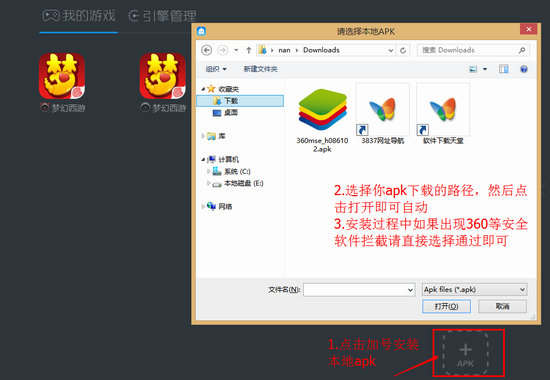 我的游戏 引擎管理
梦幻西游 梦幻西游
请选择本地APK
nan Downloads
搜索 Downloads
组织 新建文件夹
收藏夹
下载
桌面
库
计算机
系统 (C:)
本地磁盘 (E:)
网络
360mse_h08610
2.apk
3837网址导航
软件下载天堂
2.选择你apk下载的路径，然后点
击打开即可自动
3.安装过程中如果出现360等安全
软件拦截请直接选择通过即可
文件名(N):
Apk files (*.apk)
打开(O) 取消
1.点击加号安装
本地apk
APK